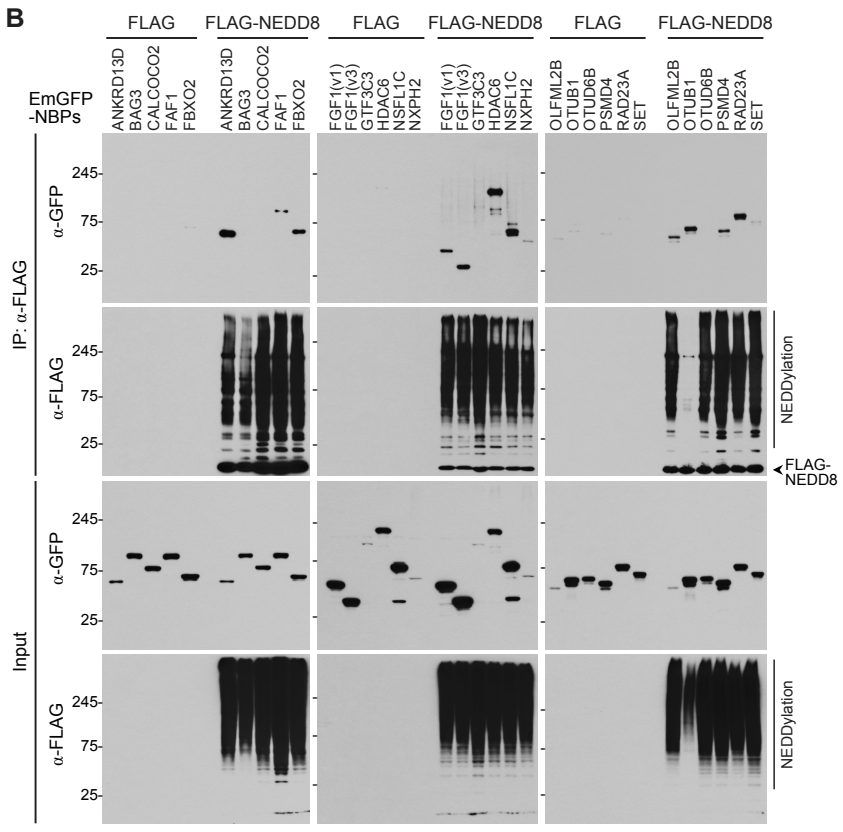 B
FLAG FLAG-NEDD8 FLAG FLAG-NEDD8 FLAG FLAG-NEDD8
EmGFP
-NBPs
ANKRD13D BAG3 CALCOCO2 FAF1 FBXO2 ANKRD13D BAG3 CALCOCO2 FAF1 FBXO2 FGF1(v1) FGF1(v3) GTF3C3 HDAC6 NSFL1C NXPH2 FGF1(v1) FGF1(v3) GTF3C3 HDAC6 NSFL1C NXPH2 OLFML2B OTUB1 OTUD6B PSMD4 RAD23A SET OLFML2B OTUB1 OTUD6B PSMD4 RAD23A SET
IP: α-FLAG
α-GFP
245-
75-
25-
α-FLAG
245-
75-
25-
NEDDylation
FLAG-
NEDD8
Input
α-GFP
245-
75-
25-
α-FLAG
245-
75-
25-
NEDDylation